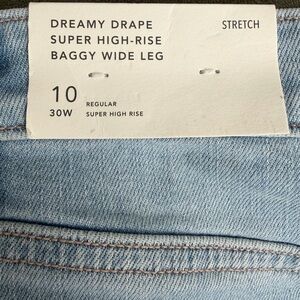 DREAMY DRAPE STRETCH
SUPER HIGH-RISE
BAGGY WIDE LEG
10 REGULAR
30W SUPER HIGH RISE